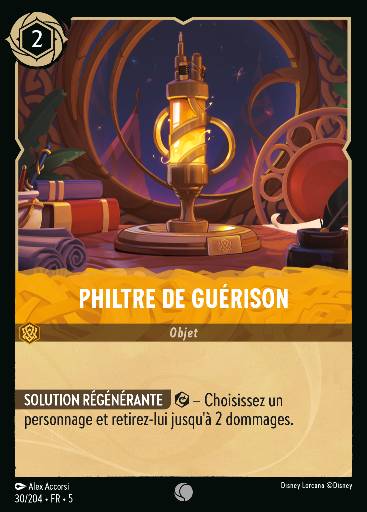 2
PHILTRE DE GUÉRISON
Objet
SOLUTION RÉGÉNÉRANTE – Choisissez un
personnage et retirez-lui jusqu'à 2 dommages.
Alex Accorsi
Disney Lorcana ©Disney
30/204 • FR • 5